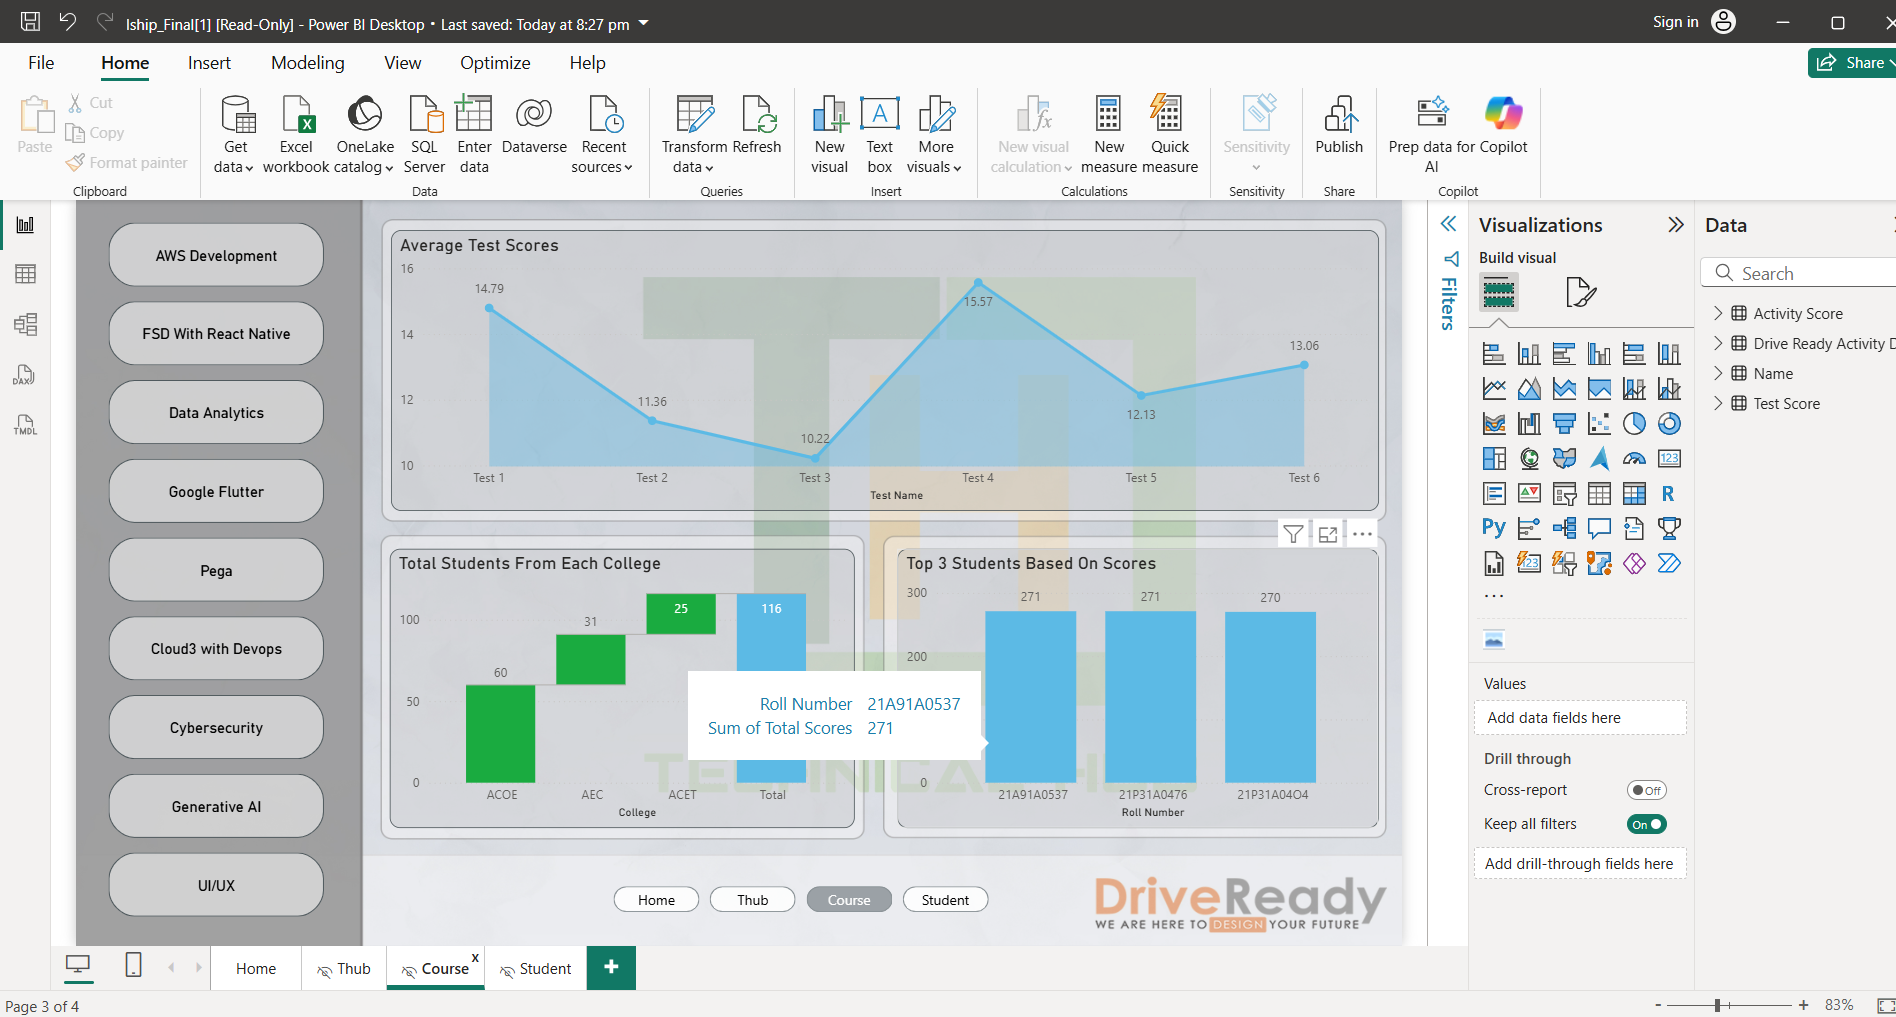 Iship_Final[1] [Read-Only] - Power BI Desktop • Last saved: Today at 8:27 pm
Sign in
File Home Insert Modeling View Optimize Help
Share
Paste
Cut
Copy
Format painter
Clipboard
Get data
Excel workbook
OneLake catalog
SQL Server
Enter data
Dataverse
Recent sources
Data
Transform data
Refresh
Queries
New visual
Text box
More visuals
Insert
New visual calculation
New measure
Quick measure
Calculations
Sensitivity
Sensitivity
Publish
Share
Prep data for AI
Copilot
Copilot
AWS Development
FSD With React Native
Data Analytics
Google Flutter
Pega
Cloud3 with Devops
Cybersecurity
Generative AI
UI/UX
Average Test Scores
16
14
12
10
14.79
11.36
10.22
15.57
12.13
13.06
Test 1 Test 2 Test 3 Test 4 Test 5 Test 6
Test Name
Total Students From Each College
100
50
0
60
31
25
116
ACOE AEC ACET Total
College
Top 3 Students Based On Scores
300
200
0
271
271
270
21A91A0537 21P31A0476 21P31A04O4
Roll Number
Roll Number 21A91A0537
Sum of Total Scores 271
Home Thub Course Student
DriveReady
WE ARE HERE TO DESIGN YOUR FUTURE
Filters
Visualizations
Build visual
123
R
Py
123
...
Values
Add data fields here
Drill through
Cross-report
Off
Keep all filters
On
Add drill-through fields here
Data
Search
Activity Score
Drive Ready Activity D
Name
Test Score
DAX
TMDL
Home Thub Course x Student +
Page 3 of 4
- + 83%